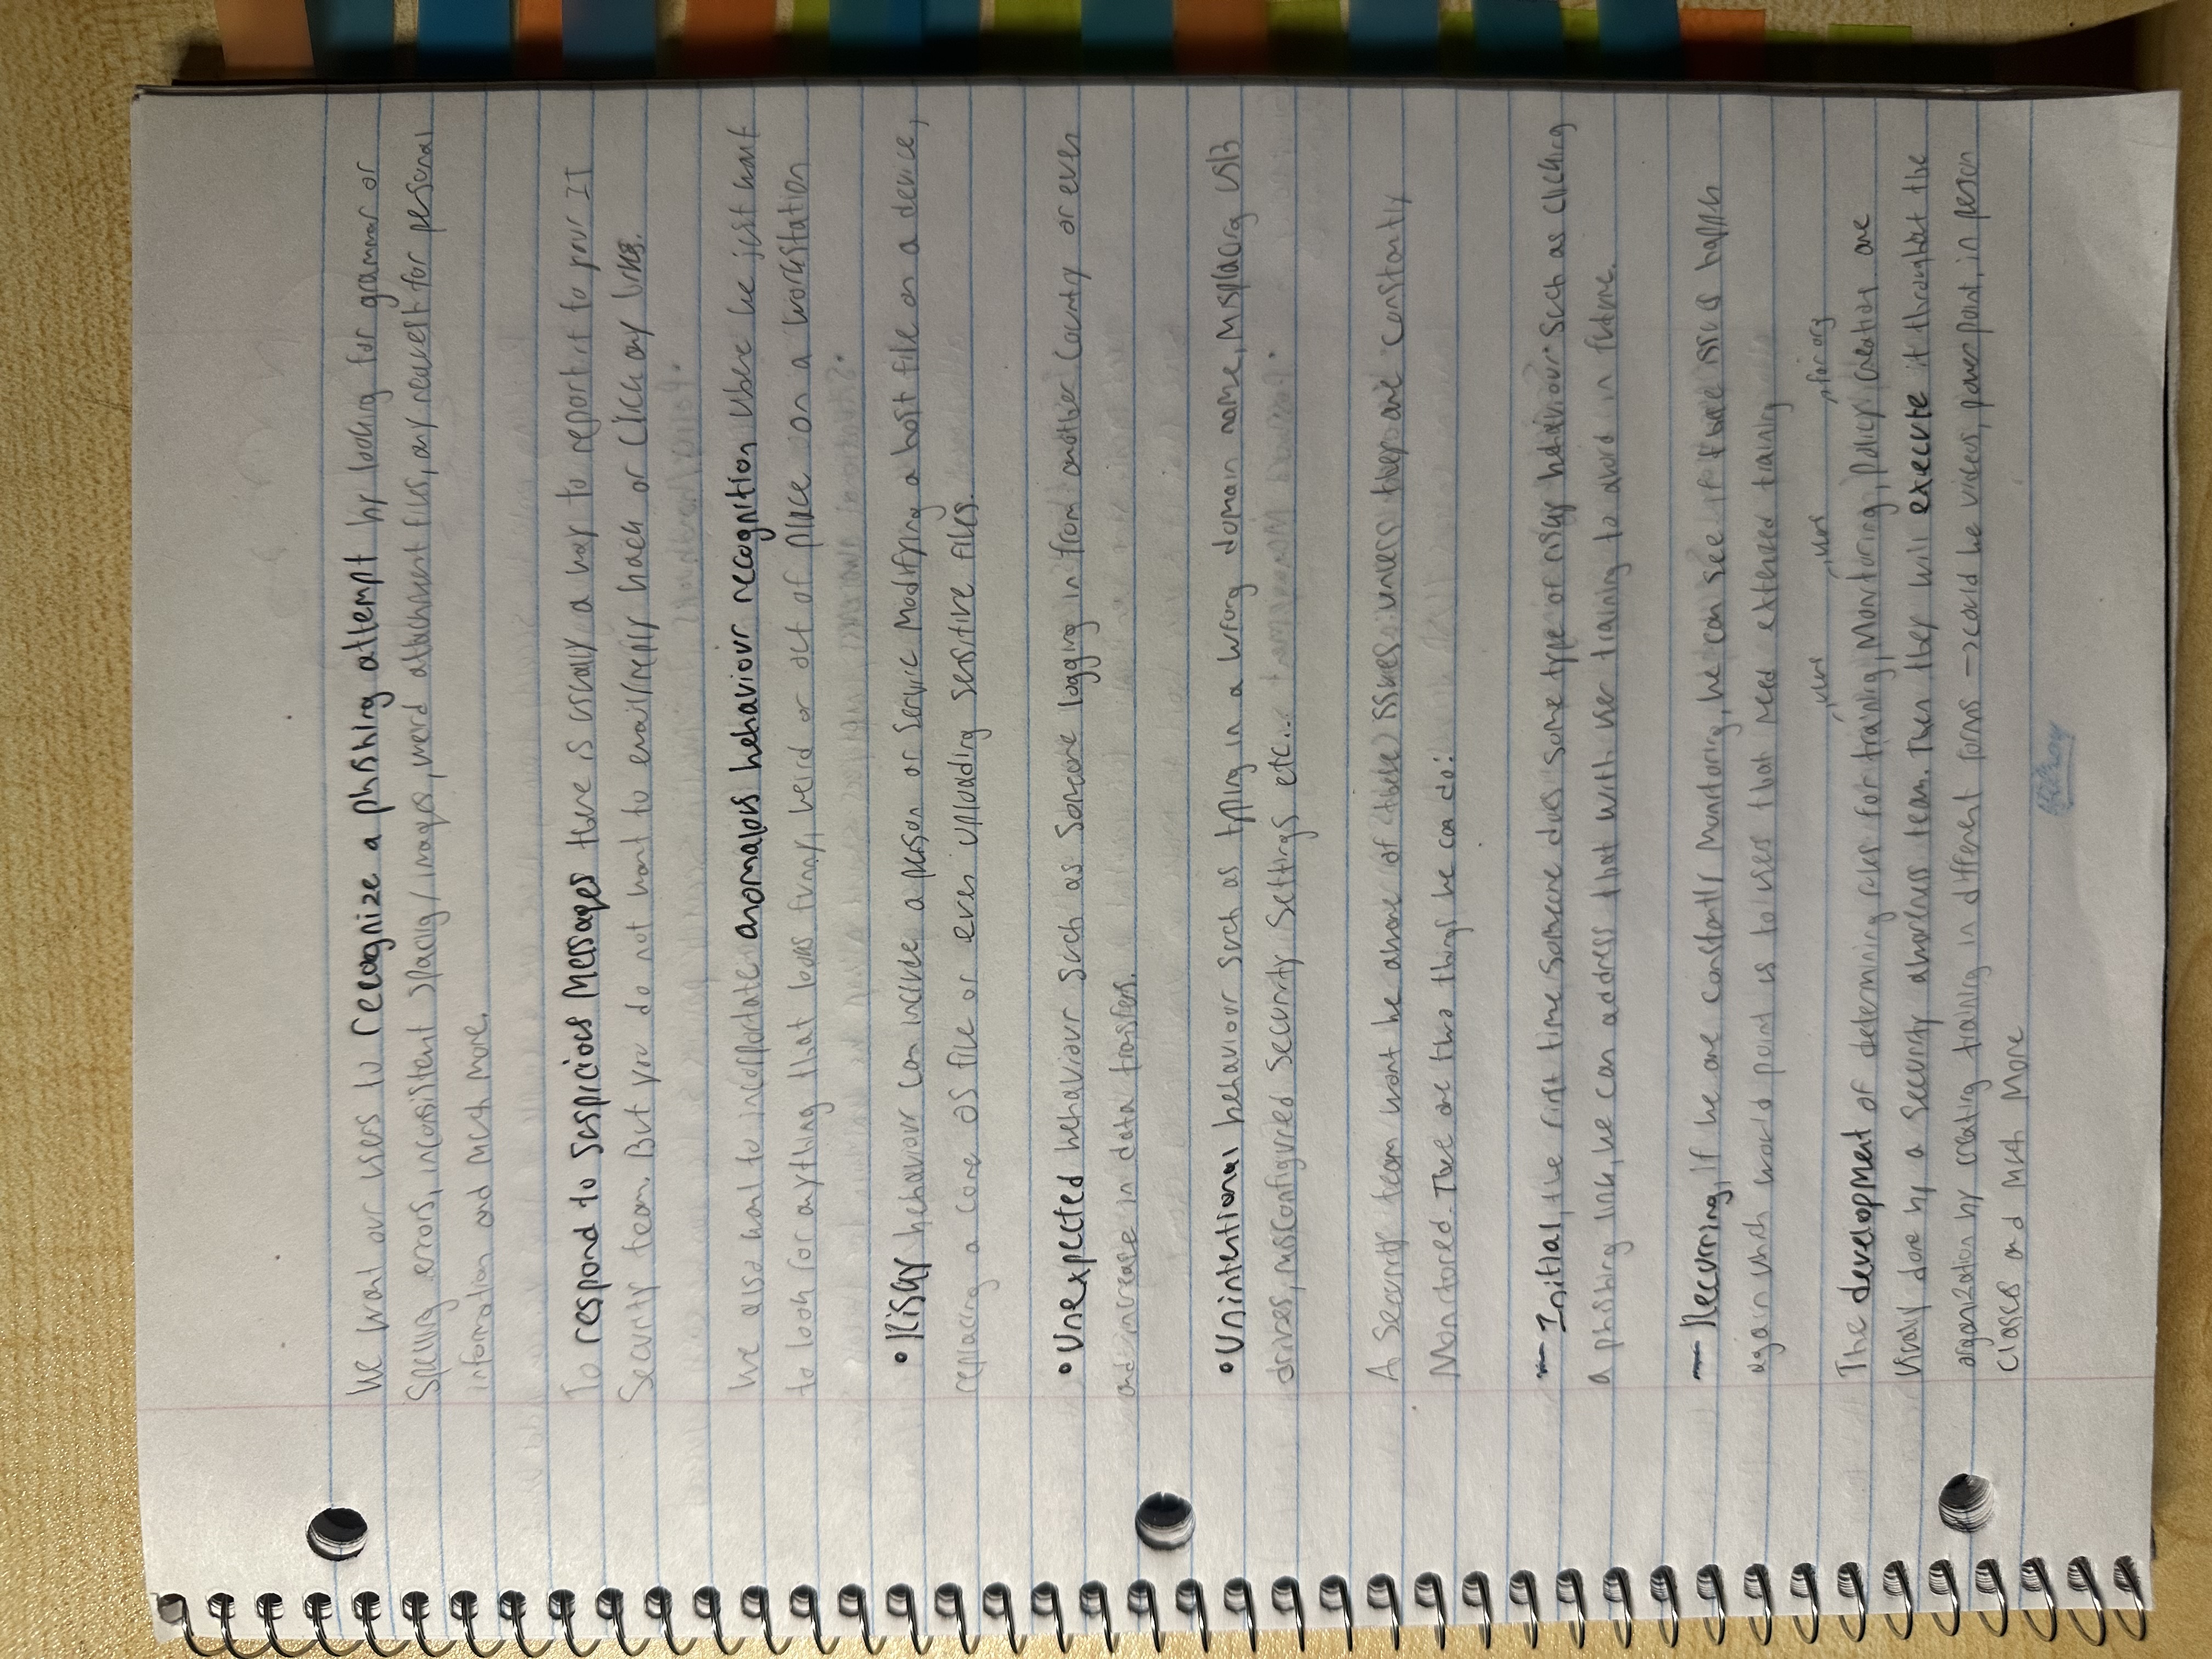 We want our users to recognize a phishing attempt by looking for grammar or
spelling errors, inconsistent spacing/images, weird attachment files, any request for personal
information and much more.
To respond to suspicious messages there is usually a way to report it to your IT
Security team. But you do not want to email/reply back or click any links.
We also want to incorportate anomalous behaviour recognition where we just want
to look for anything that looks funny, weird or out of place on a workstation
• Risky behaviour can include a person or service modifying a host file on a device,
replacing a core OS file or even uploading sensitive files.
• Unexpected behaviour such as someone logging in from another country or even
and increase in data transfers.
• Unintentional behaviour such as typing in a wrong domain name, misplacing USB
drives, misconfigured security settings etc...
A security team wont be aware of these issues unless they are constantly
monitored. There are two things we can do:
— Initial, the first time someone does some type of risky behaviour such as clicking
a phishing link, we can address that with user training to avoid in future.
— Recurring, if we are constantly monitoring, we can see if these issues happen
again which would point us to users that need extended training
users users for org
The development of determining rules for training, monitoring, policy creation are
usually done by a security awareness team. Then they will execute it throughout the
organization by creating training in different forms → could be videos, powerpoint, in person
classes and much more